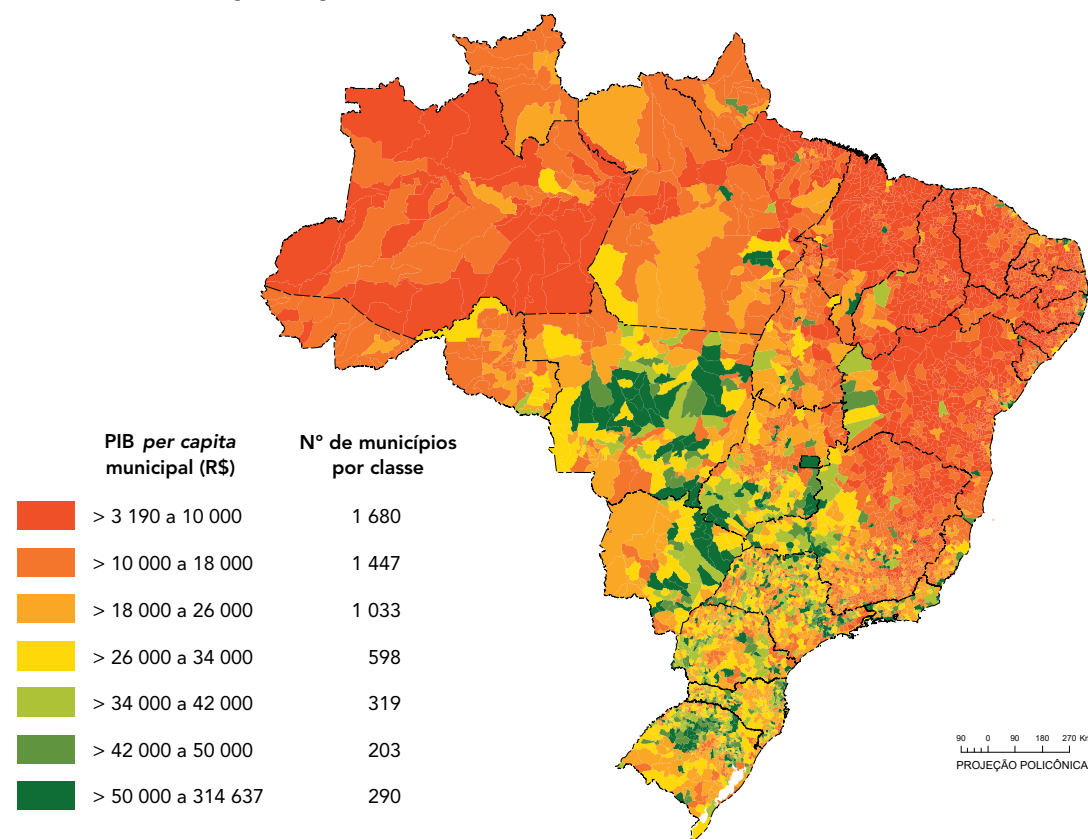 PIB per capita municipal (R$) Nº de municípios por classe
> 3 190 a 10 000 1 680
> 10 000 a 18 000 1 447
> 18 000 a 26 000 1 033
> 26 000 a 34 000 598
> 34 000 a 42 000 319
> 42 000 a 50 000 203
> 50 000 a 314 637 290
90 0 90 180 270 Km
PROJEÇÃO POLICÔNICA